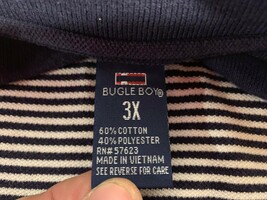 BUGLE BOY®
3X
60% COTTON
40% POLYESTER
RN# 57623
MADE IN VIETNAM
SEE REVERSE FOR CARE